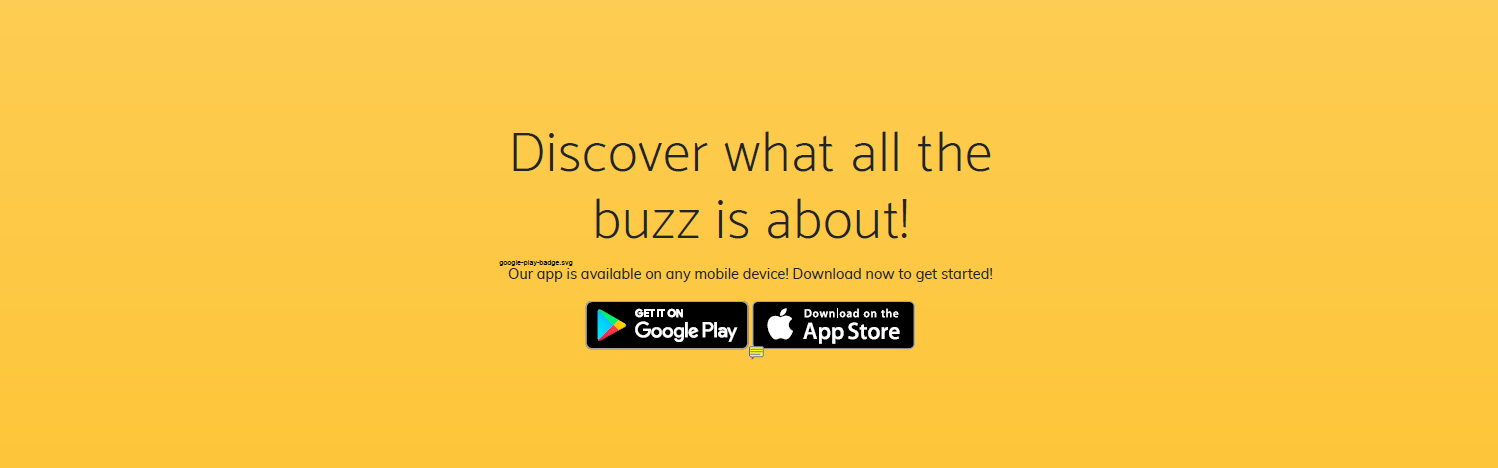 Discover what all the
buzz is about!
google-play-badge.svg
Our app is available on any mobile device! Download now to get started!
GET IT ON
Google Play
Download on the
App Store